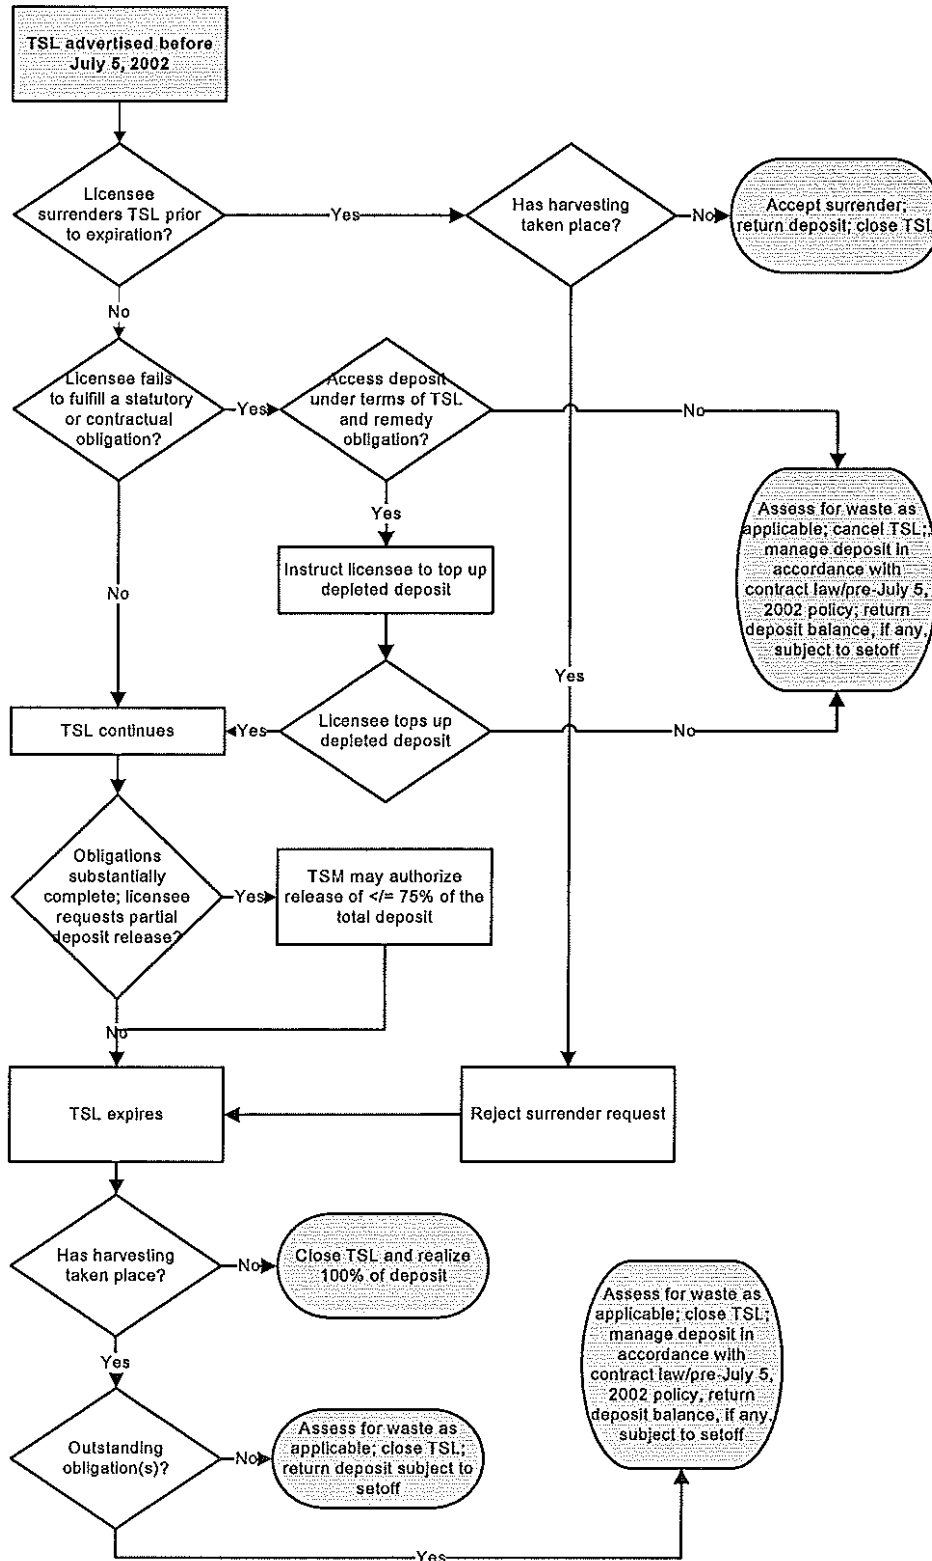 TSL advertised before
July 5, 2002
Licensee
surrenders TSL prior
to expiration?
Yes
Has harvesting
taken place?
No
Accept surrender;
return deposit; close TSL
No
Licensee fails
to fulfill a statutory
or contractual
obligation?
Yes
Access deposit
under terms of TSL
and remedy
obligation?
No
Yes
Assess for waste as
applicable; cancel TSL;
manage deposit in
accordance with
contract law/pre-July 5,
2002 policy; return
deposit balance, if any,
subject to setoff
Instruct licensee to top up
depleted deposit
No
Yes
TSL continues
Yes
Licensee tops up
depleted deposit
No
Obligations
substantially
complete; licensee
requests partial
deposit release?
Yes
TSM may authorize
release of </= 75% of the
total deposit
No
TSL expires
Reject surrender request
Has harvesting
taken place?
No
Close TSL and realize
100% of deposit
Yes
Assess for waste as
applicable; close TSL;
manage deposit in
accordance with
contract law/pre-July 5,
2002 policy, return
deposit balance, if any,
subject to setoff
Outstanding
obligation(s)?
No
Assess for waste as
applicable; close TSL;
return deposit subject to
setoff
Yes